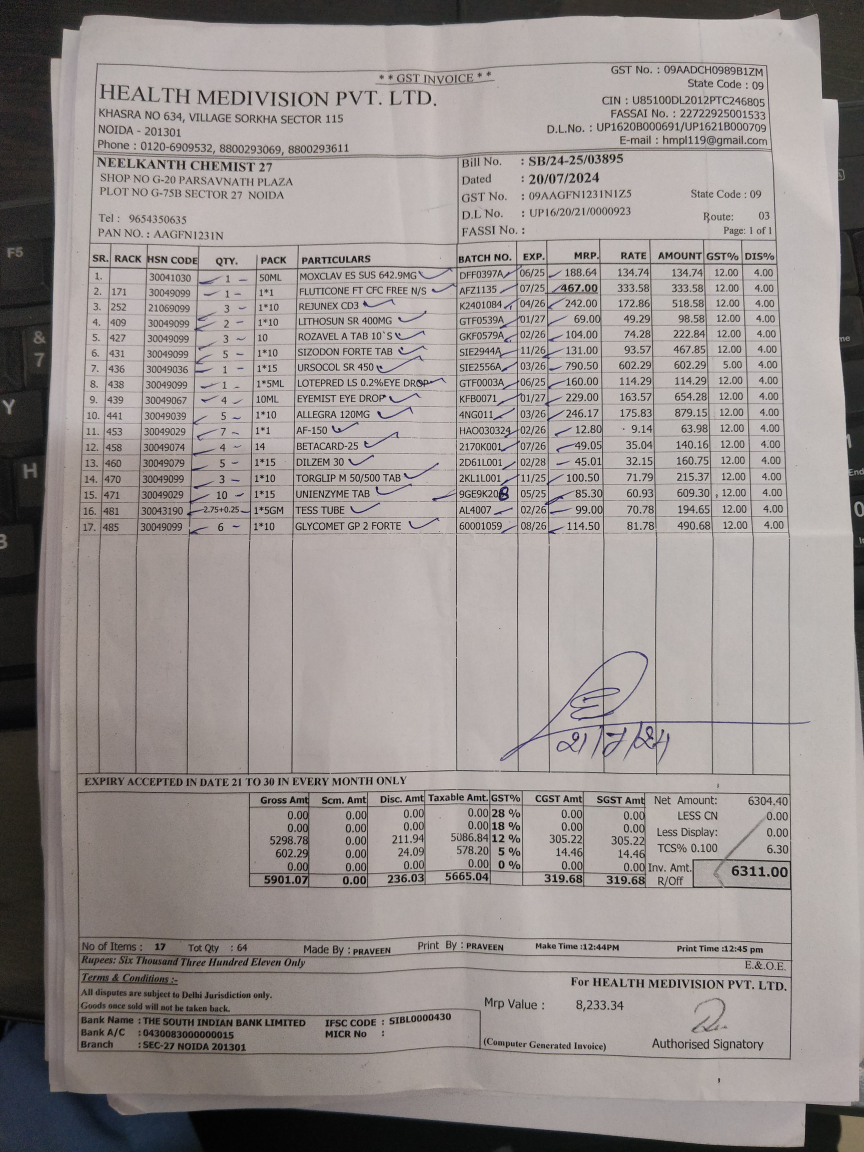 * * GST INVOICE * *
HEALTH MEDIVISION PVT. LTD.
KHASRA NO 634, VILLAGE SORKHA SECTOR 115
NOIDA - 201301
Phone : 0120-6909532, 8800293069, 8800293611
GST No. : 09AADCH0989B1ZM
State Code : 09
CIN : U85100DL2012PTC246805
FASSAI No. : 22722925001533
D.L.No. : UP1620B000691/UP1621B000709
E-mail : hmpl119@gmail.com
NEELKANTH CHEMIST 27
SHOP NO G-20 PARSAVNATH PLAZA
PLOT NO G-75B SECTOR 27 NOIDA
Tel : 9654350635
PAN NO. : AAGFN1231N
Bill No. : SB/24-25/03895
Dated : 20/07/2024
GST No. : 09AAGFN1231N1Z5 State Code : 09
D.L No. : UP16/20/21/0000923 Route: 03
FASSI No. : Page: 1 of 1
SR. RACK HSN CODE QTY. PACK PARTICULARS BATCH NO. EXP. MRP. RATE AMOUNT GST% DIS%
1. 30041030 1 50ML MOXCLAV ES SUS 642.9MG DFF0397A 06/25 188.64 134.74 134.74 12.00 4.00
2. 171 30049099 1 1*1 FLUTICONE FT CFC FREE N/S AFZ1135 07/25 467.00 333.58 333.58 12.00 4.00
3. 252 21069099 3 1*10 REJUNEX CD3 K2401084 04/26 242.00 172.86 518.58 12.00 4.00
4. 409 30049099 2 1*10 LITHOSUN SR 400MG GTF0539A 01/27 69.00 49.29 98.58 12.00 4.00
5. 427 30049099 3 10 ROZAVEL A TAB 10`S GKF0579A 02/26 104.00 74.28 222.84 12.00 4.00
6. 431 30049099 5 1*10 SIZODON FORTE TAB SIE2944A 11/26 131.00 93.57 467.85 12.00 4.00
7. 436 30049036 1 1*15 URSOCOL SR 450 SIE2556A 03/26 790.50 602.29 602.29 5.00 4.00
8. 438 30049099 1 1*5ML LOTEPRED LS 0.2%EYE DROP GTF0003A 06/25 160.00 114.29 114.29 12.00 4.00
9. 439 30049067 4 10ML EYEMIST EYE DROP KFB0071 01/27 229.00 163.57 654.28 12.00 4.00
10. 441 30049039 5 1*10 ALLEGRA 120MG 4NG011 03/26 246.17 175.83 879.15 12.00 4.00
11. 453 30049029 7 1*1 AF-150 HAO030324 02/26 12.80 9.14 63.98 12.00 4.00
12. 458 30049074 4 14 BETACARD-25 2170K001 07/26 49.05 35.04 140.16 12.00 4.00
13. 460 30049079 5 1*15 DILZEM 30 2D61L001 02/28 45.01 32.15 160.75 12.00 4.00
14. 470 30049099 3 1*10 TORGLIP M 50/500 TAB 2KL1L001 11/25 100.50 71.79 215.37 12.00 4.00
15. 471 30049029 10 1*15 UNIENZYME TAB 9GE9K20B 05/25 85.30 60.93 609.30 12.00 4.00
16. 481 30043190 2.75+0.25 1*5GM TESS TUBE AL4007 02/26 99.00 70.78 194.65 12.00 4.00
17. 485 30049099 6 1*10 GLYCOMET GP 2 FORTE 60001059 08/26 114.50 81.78 490.68 12.00 4.00
21/7/24
EXPIRY ACCEPTED IN DATE 21 TO 30 IN EVERY MONTH ONLY
Gross Amt Scm. Amt Disc. Amt Taxable Amt. GST% CGST Amt SGST Amt
0.00 0.00 0.00 0.00 28 % 0.00 0.00
0.00 0.00 0.00 0.00 18 % 0.00 0.00
5298.78 0.00 211.94 5086.84 12 % 305.22 305.22
602.29 0.00 24.09 578.20 5 % 14.46 14.46
0.00 0.00 0.00 0.00 0 % 0.00 0.00
5901.07 0.00 236.03 5665.04 319.68 319.68
Net Amount: 6304.40
LESS CN 0.00
Less Display: 0.00
TCS% 0.100 6.30
Inv. Amt. 6311.00
R/Off
No of Items : 17 Tot Qty : 64 Made By : PRAVEEN Print By : PRAVEEN Make Time :12:44PM Print Time :12:45 pm
Rupees: Six Thousand Three Hundred Eleven Only E.&.O.E.
Terms & Conditions :-
All disputes are subject to Delhi Jurisdiction only.
Goods once sold will not be taken back.
Bank Name : THE SOUTH INDIAN BANK LIMITED IFSC CODE : SIBL0000430
Bank A/C : 0430083000000015 MICR No :
Branch : SEC-27 NOIDA 201301
For HEALTH MEDIVISION PVT. LTD.
Mrp Value : 8,233.34
(Computer Generated Invoice) Authorised Signatory